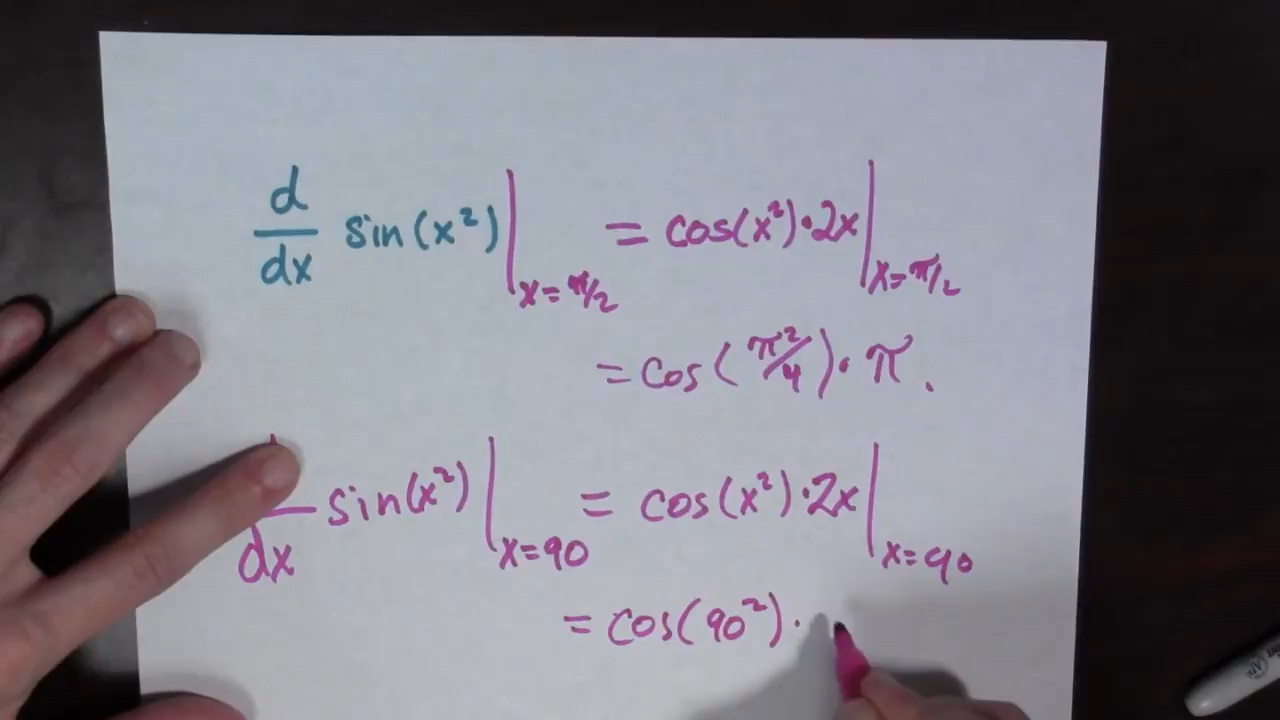 d/dx sin(x²) |x=π/2 = cos(x²)·2x |x=π/2
= cos(π²/4)·π.
dx sin(x²) |x=90 = cos(x²)·2x |x=90
= cos(90²)·